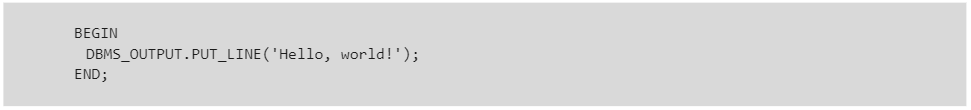 BEGIN
DBMS_OUTPUT.PUT_LINE('Hello, world!');
END;